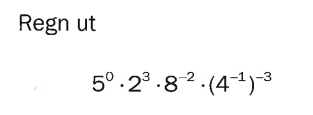 Regn ut
5⁰ · 2³ · 8⁻² · (4⁻¹)⁻³